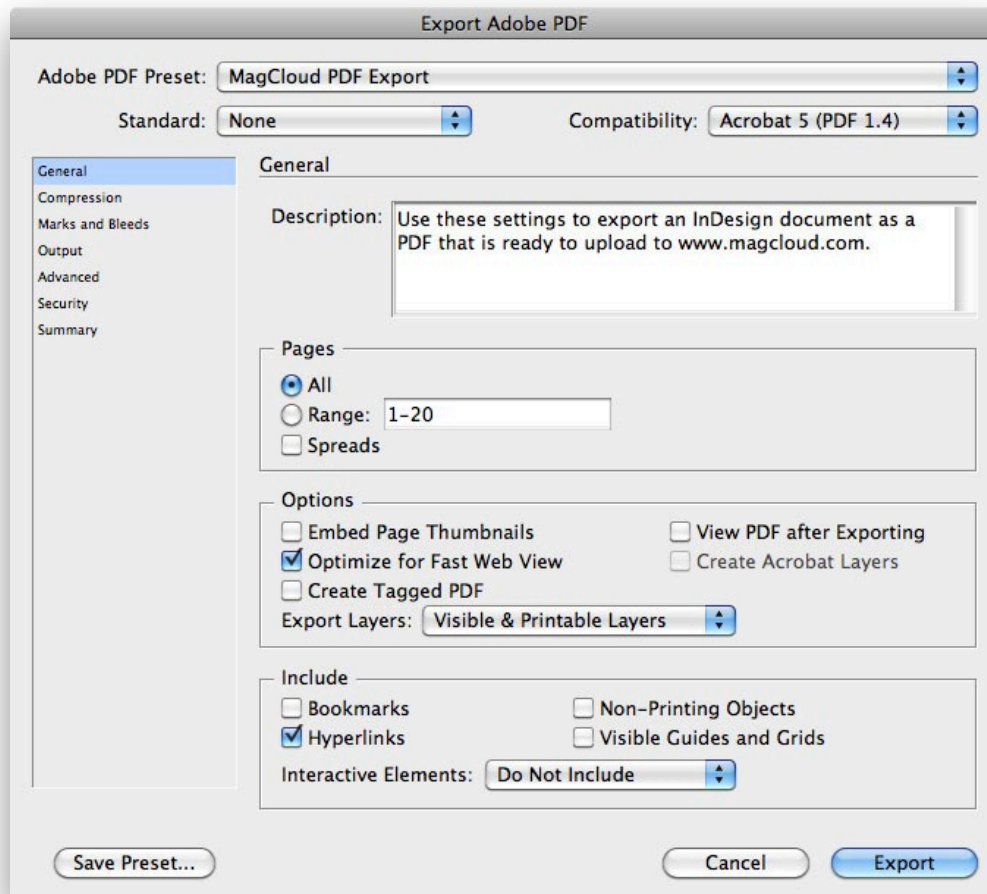 Export Adobe PDF
Adobe PDF Preset: MagCloud PDF Export
Standard: None Compatibility: Acrobat 5 (PDF 1.4)
General
Compression
Marks and Bleeds
Output
Advanced
Security
Summary
General
Description: Use these settings to export an InDesign document as a
PDF that is ready to upload to www.magcloud.com.
Pages
All
Range: 1-20
Spreads
Options
Embed Page Thumbnails View PDF after Exporting
Optimize for Fast Web View Create Acrobat Layers
Create Tagged PDF
Export Layers: Visible & Printable Layers
Include
Bookmarks Non-Printing Objects
Hyperlinks Visible Guides and Grids
Interactive Elements: Do Not Include
Save Preset... Cancel Export